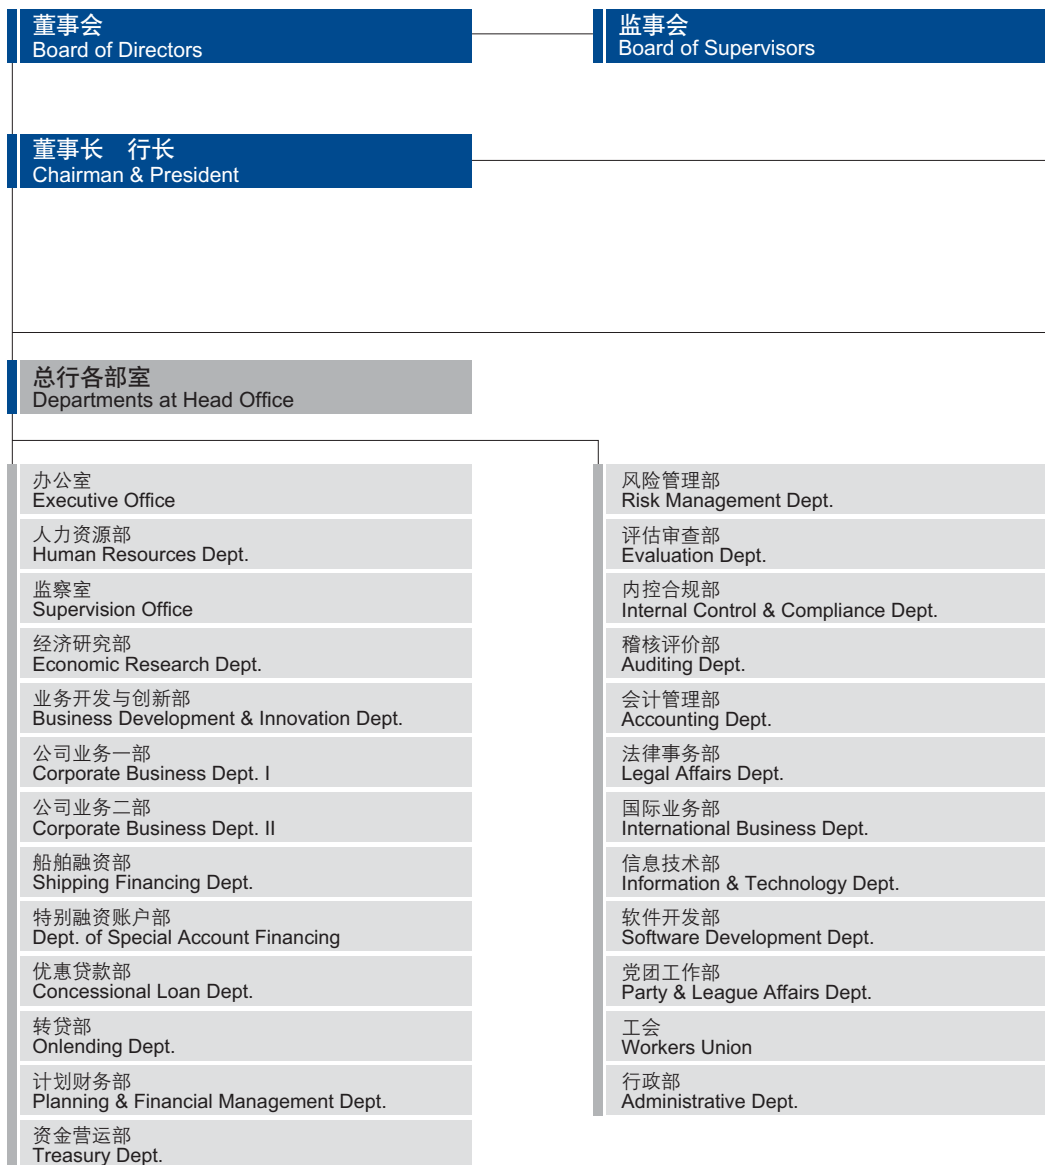 董事会
Board of Directors
监事会
Board of Supervisors
董事长　行长
Chairman & President
总行各部室
Departments at Head Office
办公室
Executive Office
人力资源部
Human Resources Dept.
监察室
Supervision Office
经济研究部
Economic Research Dept.
业务开发与创新部
Business Development & Innovation Dept.
公司业务一部
Corporate Business Dept. I
公司业务二部
Corporate Business Dept. II
船舶融资部
Shipping Financing Dept.
特别融资账户部
Dept. of Special Account Financing
优惠贷款部
Concessional Loan Dept.
转贷部
Onlending Dept.
计划财务部
Planning & Financial Management Dept.
资金营运部
Treasury Dept.
风险管理部
Risk Management Dept.
评估审查部
Evaluation Dept.
内控合规部
Internal Control & Compliance Dept.
稽核评价部
Auditing Dept.
会计管理部
Accounting Dept.
法律事务部
Legal Affairs Dept.
国际业务部
International Business Dept.
信息技术部
Information & Technology Dept.
软件开发部
Software Development Dept.
党团工作部
Party & League Affairs Dept.
工会
Workers Union
行政部
Administrative Dept.